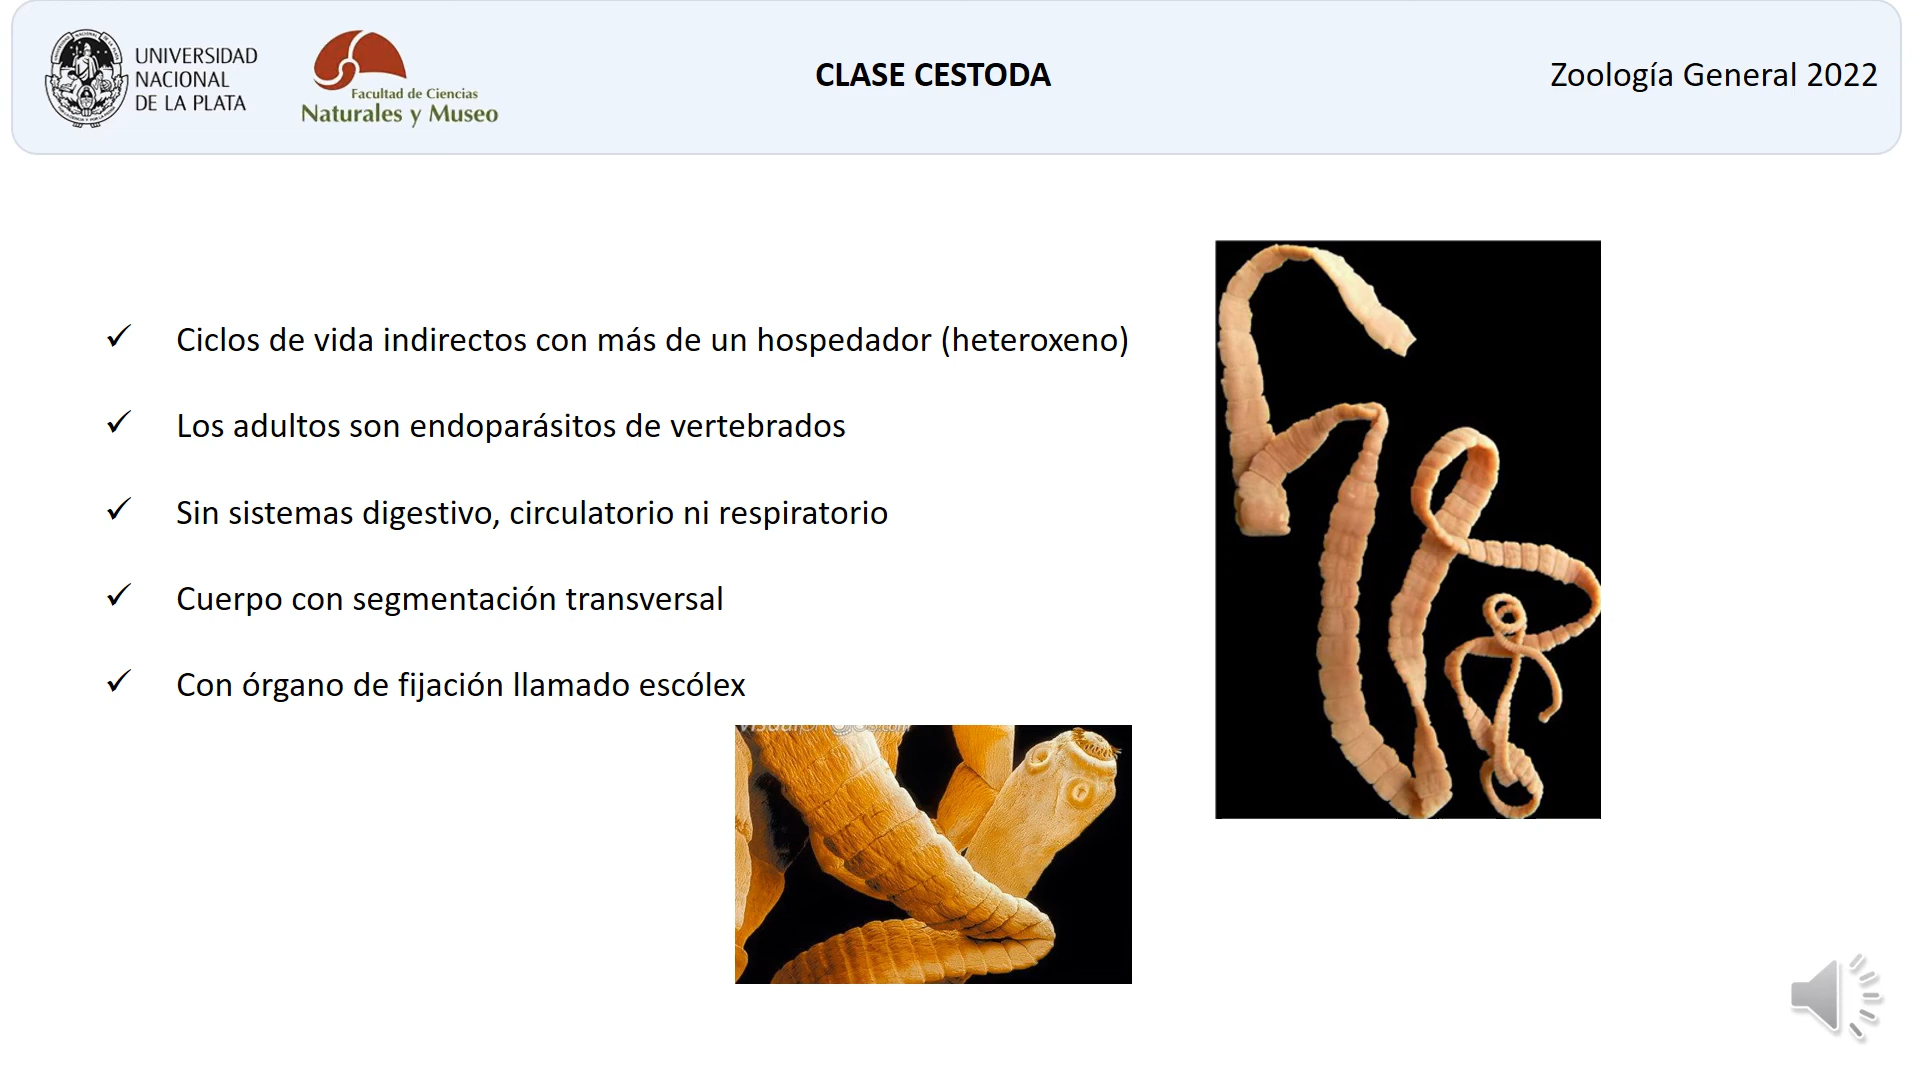 UNIVERSIDAD
NACIONAL
DE LA PLATA
Facultad de Ciencias
Naturales y Museo
CLASE CESTODA
Zoología General 2022
✓ Ciclos de vida indirectos con más de un hospedador (heteroxeno)
✓ Los adultos son endoparásitos de vertebrados
✓ Sin sistemas digestivo, circulatorio ni respiratorio
✓ Cuerpo con segmentación transversal
✓ Con órgano de fijación llamado escólex